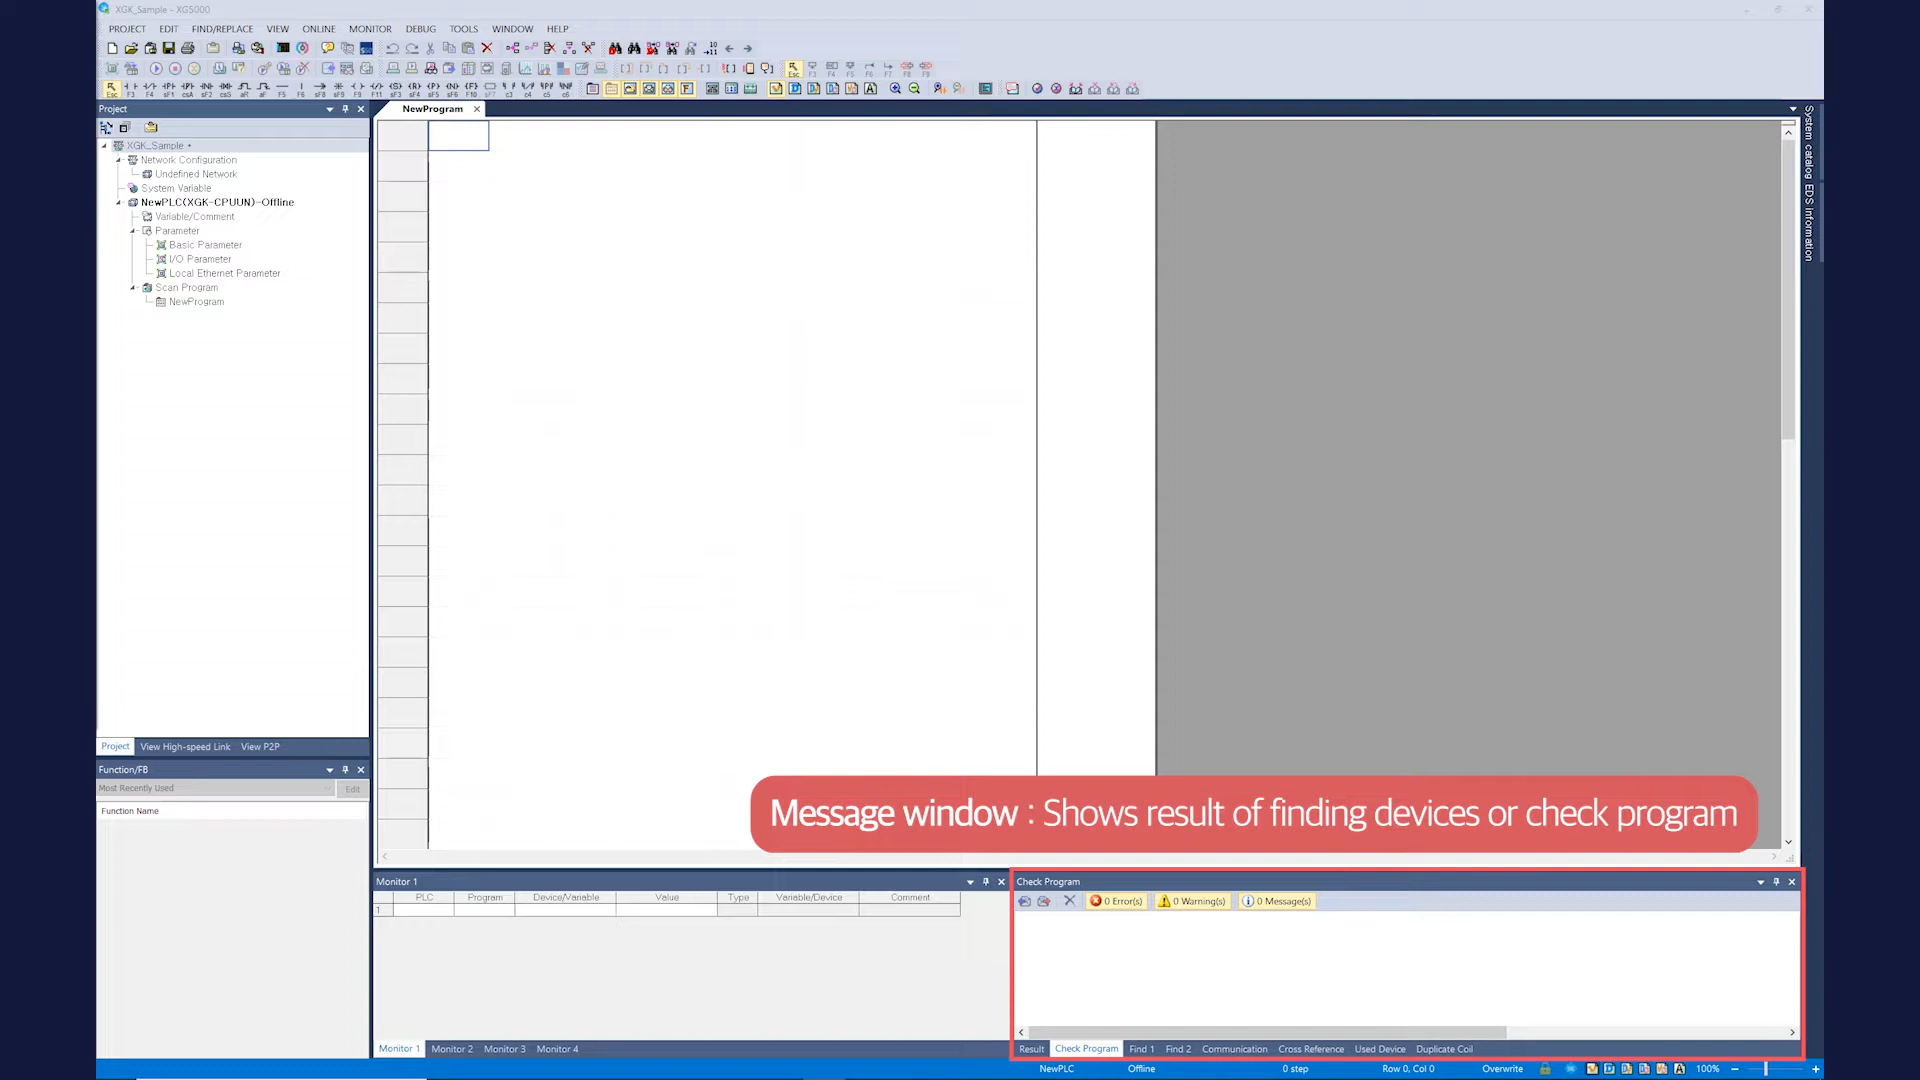 XGK_Sample - XG5000
PROJECT EDIT FIND/REPLACE VIEW ONLINE MONITOR DEBUG TOOLS WINDOW HELP
Project
NewProgram
XGK_Sample *
Network Configuration
Undefined Network
System Variable
NewPLC(XGK-CPUUN)-Offline
Variable/Comment
Parameter
Basic Parameter
I/O Parameter
Local Ethernet Parameter
Scan Program
NewProgram
System catalog EDS information
Project View High-speed Link View P2P
Function/FB
Most Recently Used Edit
Function Name
Message window : Shows result of finding devices or check program
Monitor 1
PLC Program Device/Variable Value Type Variable/Device Comment
1
Monitor 1 Monitor 2 Monitor 3 Monitor 4
Check Program
0 Error(s) 0 Warning(s) 0 Message(s)
Result Check Program Find 1 Find 2 Communication Cross Reference Used Device Duplicate Coil
NewPLC Offline 0 step Row 0, Col 0 Overwrite 100%